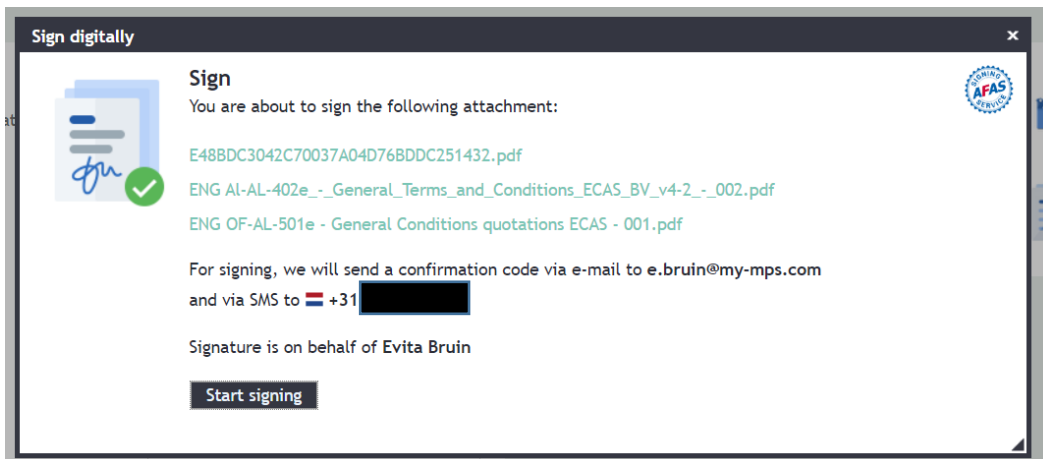 Sign digitally
Sign
You are about to sign the following attachment:
E48BDC3042C70037A04D76BDDC251432.pdf
ENG Al-AL-402e_-_General_Terms_and_Conditions_ECAS_BV_v4-2_-_002.pdf
ENG OF-AL-501e - General Conditions quotations ECAS - 001.pdf
For signing, we will send a confirmation code via e-mail to e.bruin@my-mps.com
and via SMS to +31
Signature is on behalf of Evita Bruin
Start signing
SIGNING
AFAS
SERVICE
at